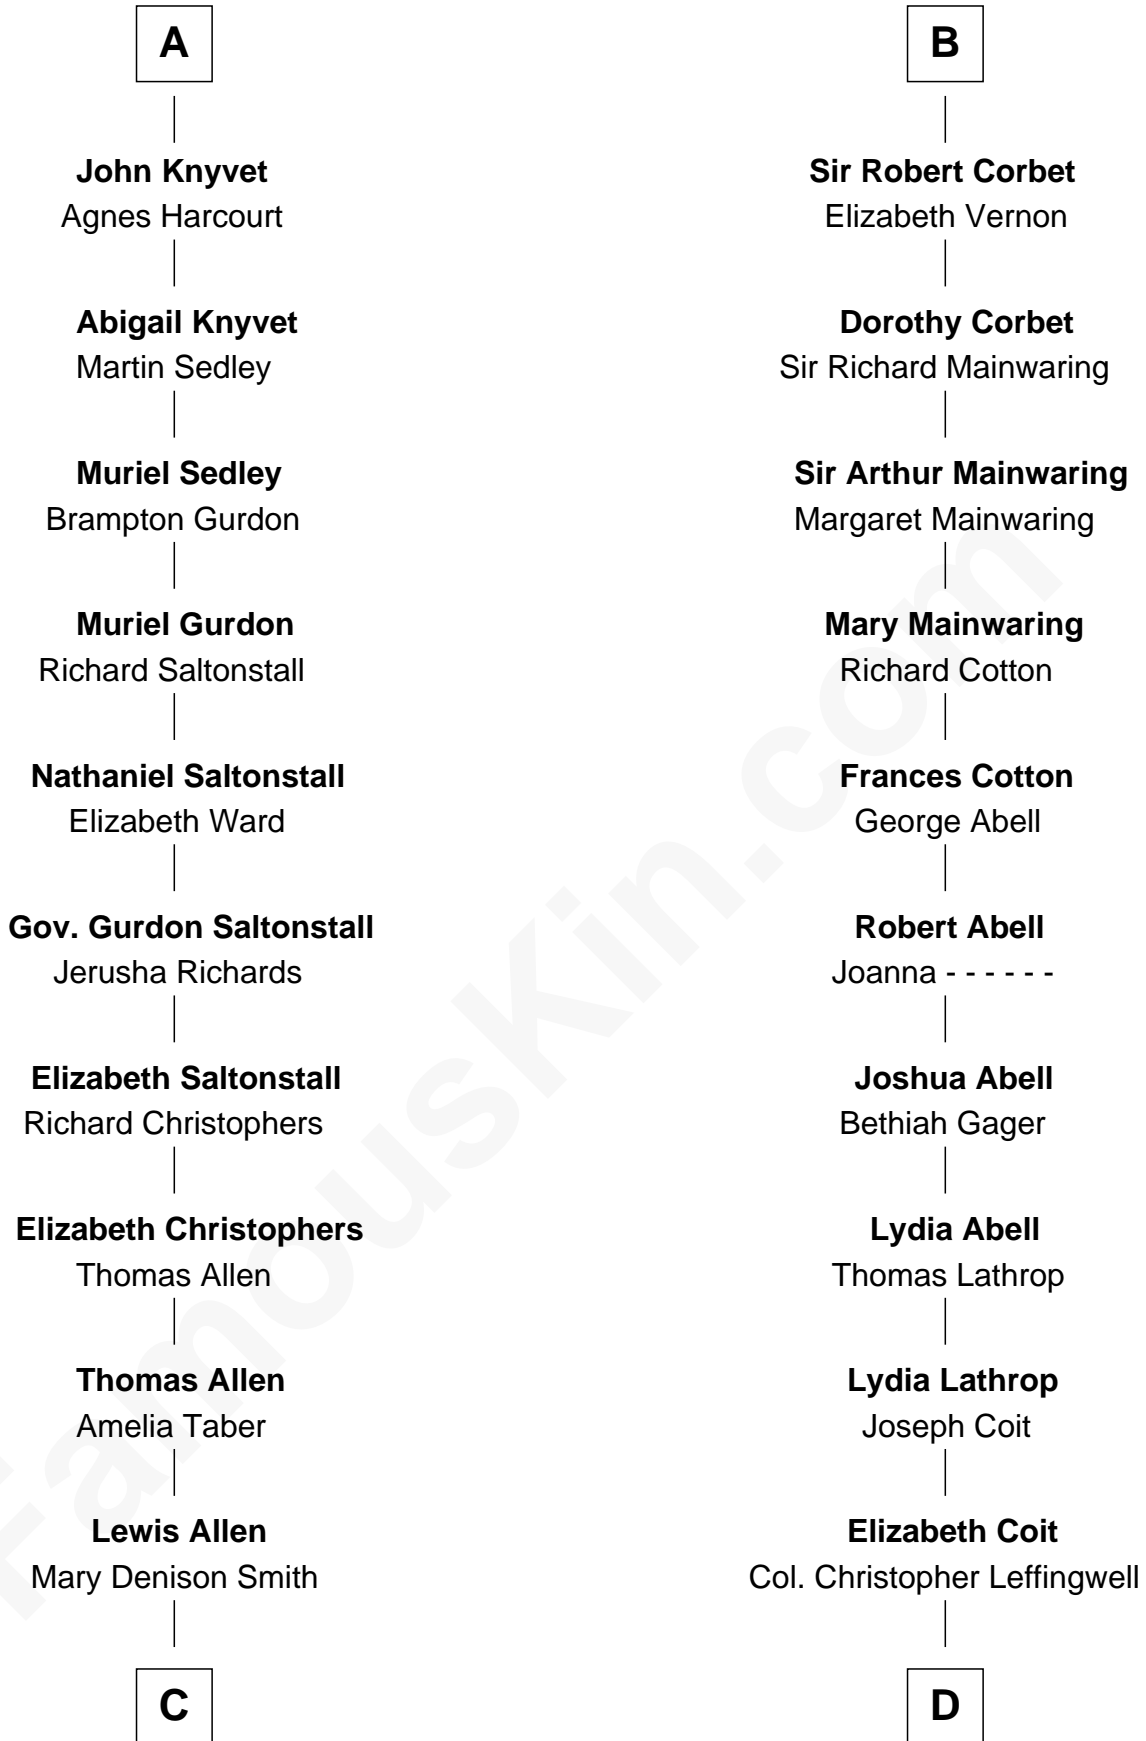 A
John Knyvet
Agnes Harcourt
Abigail Knyvet
Martin Sedley
Muriel Sedley
Brampton Gurdon
Muriel Gurdon
Richard Saltonstall
Nathaniel Saltonstall
Elizabeth Ward
Gov. Gurdon Saltonstall
Jerusha Richards
Elizabeth Saltonstall
Richard Christophers
Elizabeth Christophers
Thomas Allen
Thomas Allen
Amelia Taber
Lewis Allen
Mary Denison Smith
C
B
Sir Robert Corbet
Elizabeth Vernon
Dorothy Corbet
Sir Richard Mainwaring
Sir Arthur Mainwaring
Margaret Mainwaring
Mary Mainwaring
Richard Cotton
Frances Cotton
George Abell
Robert Abell
Joanna - - - - - -
Joshua Abell
Bethiah Gager
Lydia Abell
Thomas Lathrop
Lydia Lathrop
Joseph Coit
Elizabeth Coit
Col. Christopher Leffingwell
D
FamousKin.com